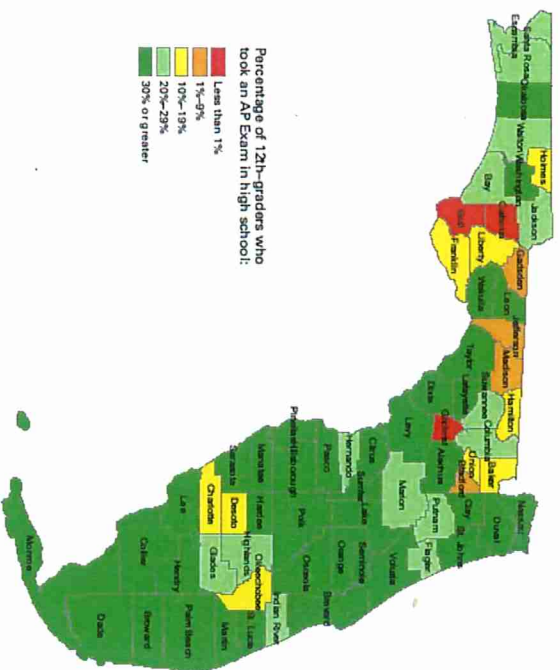 Percentage of 12th-graders who
took an AP Exam in high school:
Less than 1%
1%-9%
10%-19%
20%-29%
30% or greater
Escambia
Santa Rosa
Okaloosa
Walton
Holmes
Washington
Jackson
Bay
Calhoun
Gulf
Liberty
Franklin
Gadsden
Wakulla
Leon
Jefferson
Madison
Taylor
Hamilton
Suwannee
Lafayette
Columbia
Dixie
Gilchrist
Baker
Union
Bradford
Alachua
Levy
Nassau
Duval
Clay
St. Johns
Putnam
Flagler
Marion
Citrus
Volusia
Hernando
Sumter
Lake
Seminole
Pasco
Orange
Pinellas
Hillsborough
Polk
Osceola
Brevard
Manatee
Hardee
Indian River
Sarasota
Desoto
Highlands
Okeechobee
St. Lucie
Charlotte
Glades
Martin
Lee
Hendry
Palm Beach
Collier
Broward
Monroe
Dade